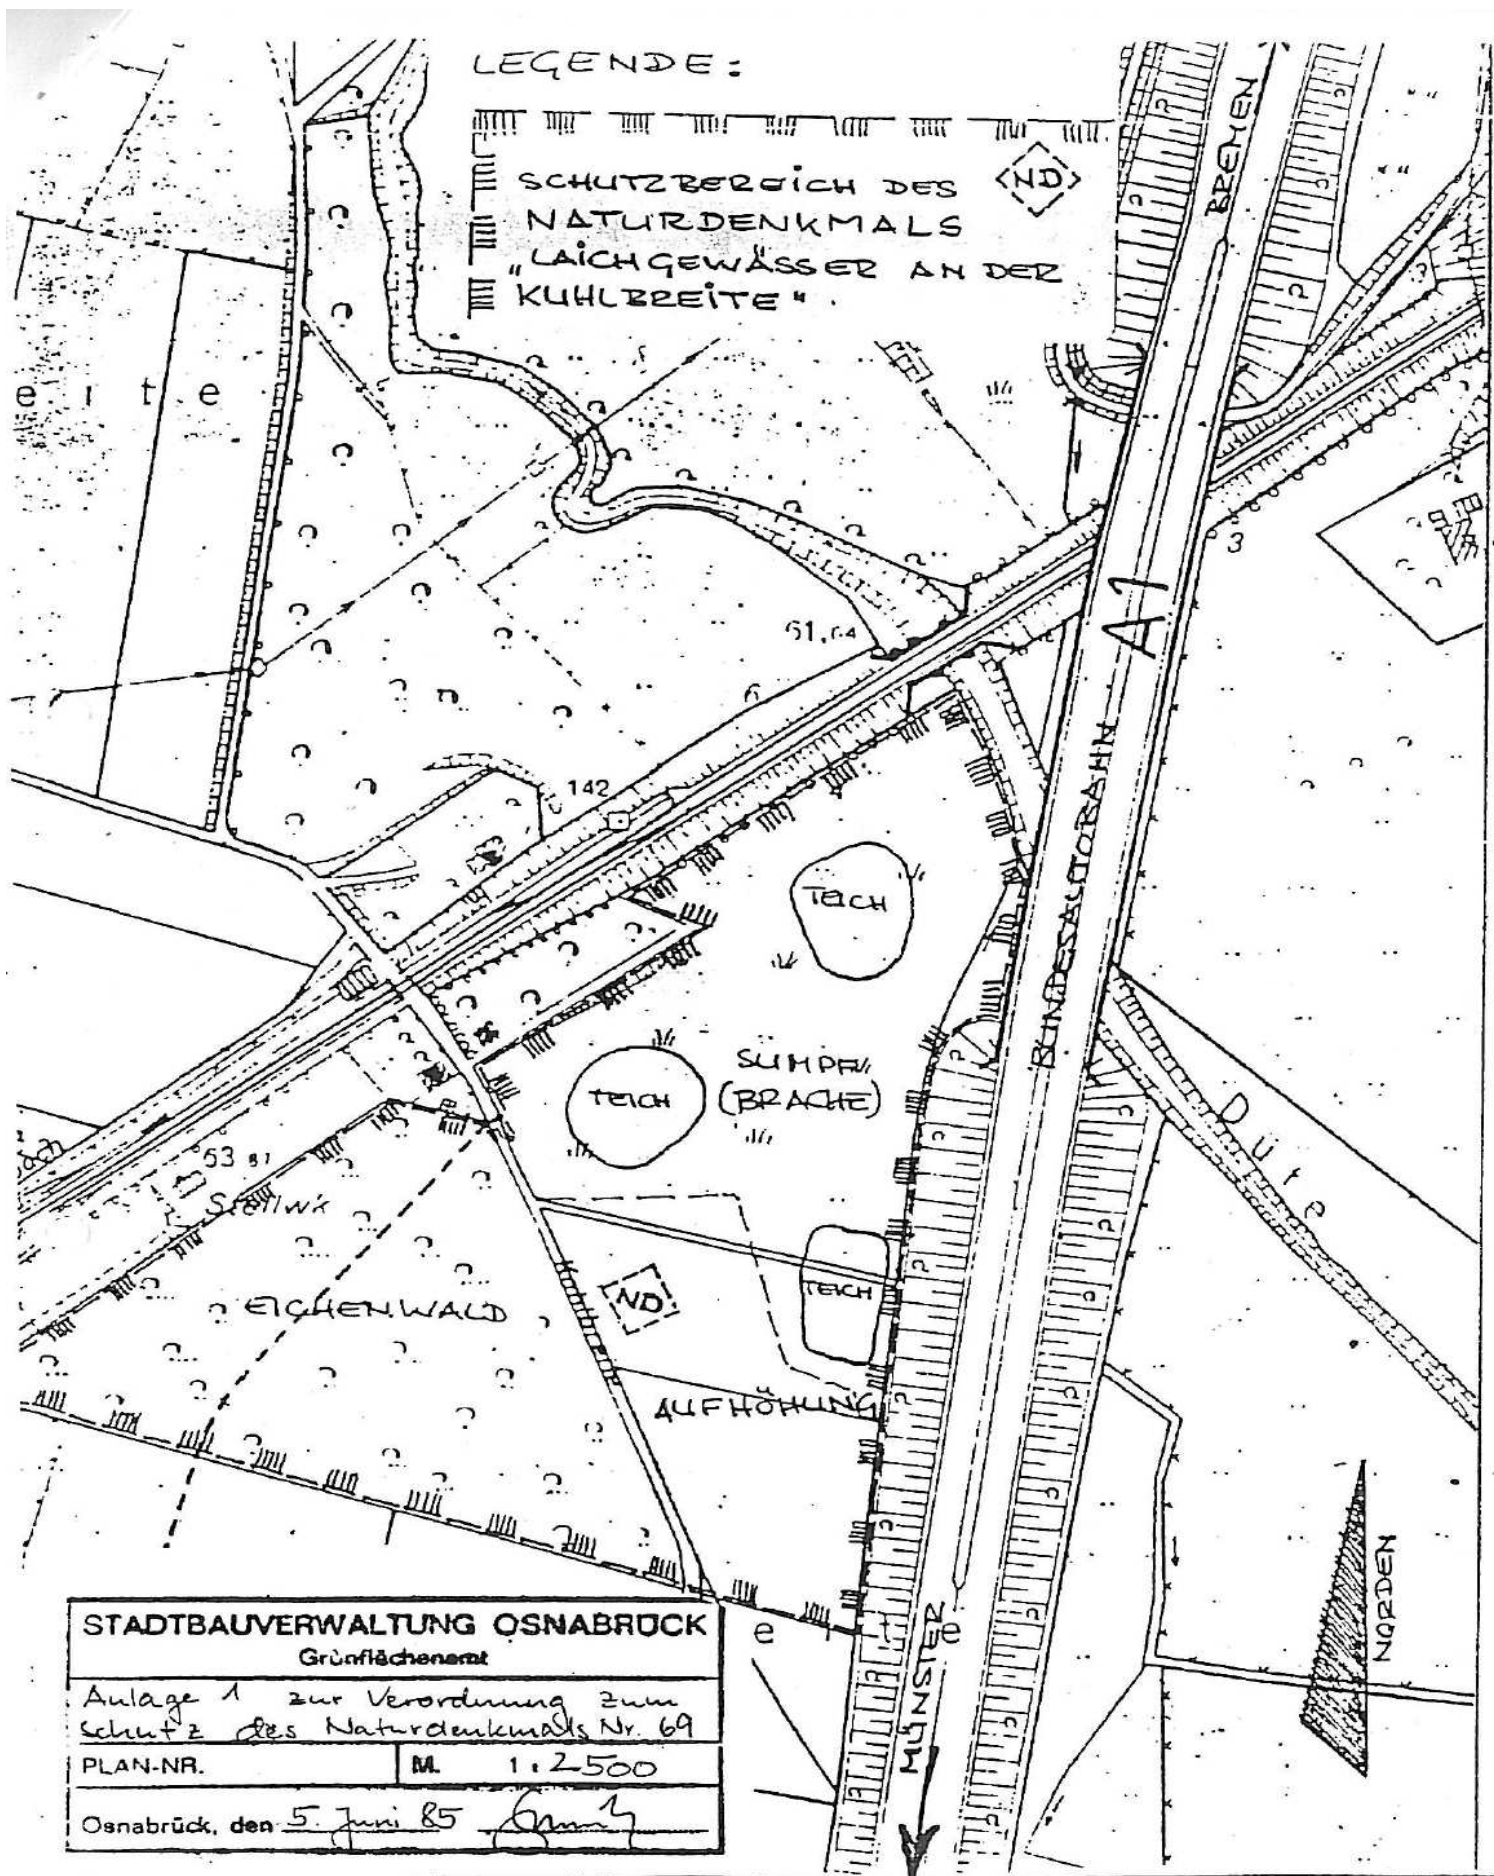 LEGENDE:
SCHUTZBEREICH DES
ND
NATURDENKMALS
„LAICHGEWÄSSER AN DER
KUHLBREITE".
BREMEN
3
e i t e
3
A1
6
142
BUNDESAUTOBAHN
TEICH
SUMPF
(BRACHE)
TEICH
Düte
53 81
Stellwk
TEICH
ND
EICHENWALD
AUFHÖHUNG
NORDEN
MÜNSTER
STADTBAUVERWALTUNG OSNABRÜCK
Grünflächenamt
Anlage 1 zur Verordnung zum
Schutz des Naturdenkmals Nr. 69
PLAN-NR.
M. 1:2500
Osnabrück, den 5. Juni 85